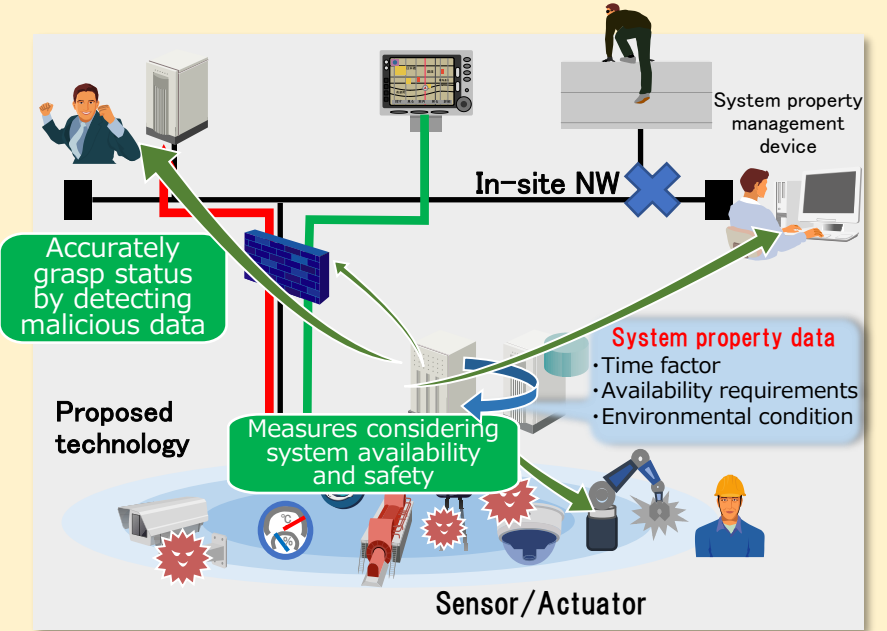 System property
management
device
In-site NW
Accurately
grasp status
by detecting
malicious data
System property data
・Time factor
・Availability requirements
・Environmental condition
Proposed
technology
Measures considering
system availability
and safety
℃
%
Sensor/Actuator